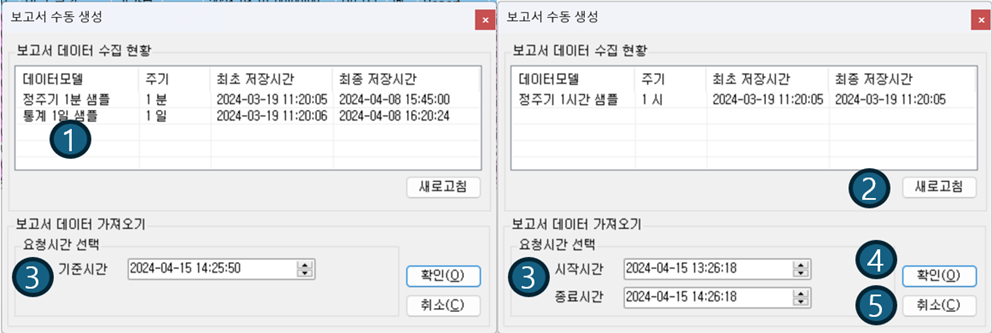 보고서 수동 생성
보고서 데이터 수집 현황
데이터모델 주기 최초 저장시간 최종 저장시간
정주기 1분 샘플 1 분 2024-03-19 11:20:05 2024-04-08 15:45:00
통계 1일 샘플 1 일 2024-03-19 11:20:06 2024-04-08 16:20:24
1
새로고침
보고서 데이터 가져오기
요청시간 선택
3 기준시간 2024-04-15 14:25:50
확인(O)
취소(C)
보고서 수동 생성
보고서 데이터 수집 현황
데이터모델 주기 최초 저장시간 최종 저장시간
정주기 1시간 샘플 1 시 2024-03-19 11:20:05 2024-03-19 11:20:05
2 새로고침
보고서 데이터 가져오기
요청시간 선택
3 시작시간 2024-04-15 13:26:18
종료시간 2024-04-15 14:26:18
4 확인(O)
5 취소(C)